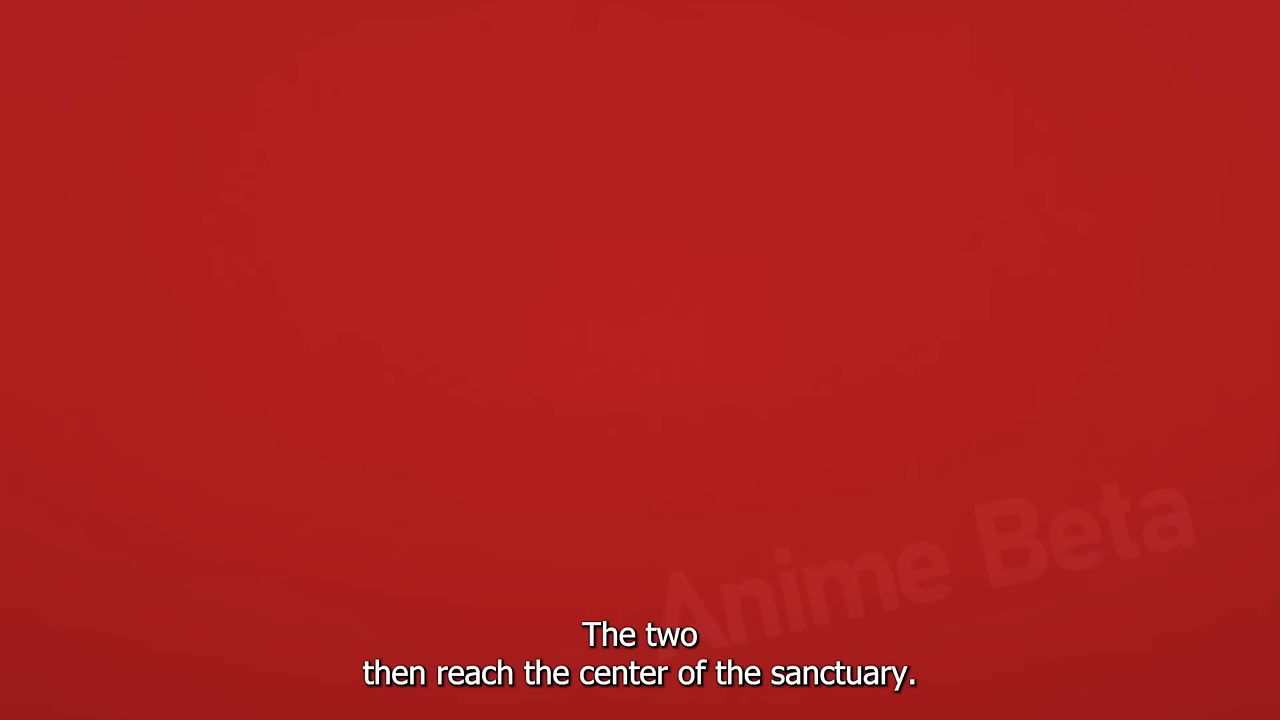 Anime Beta
The two
then reach the center of the sanctuary.